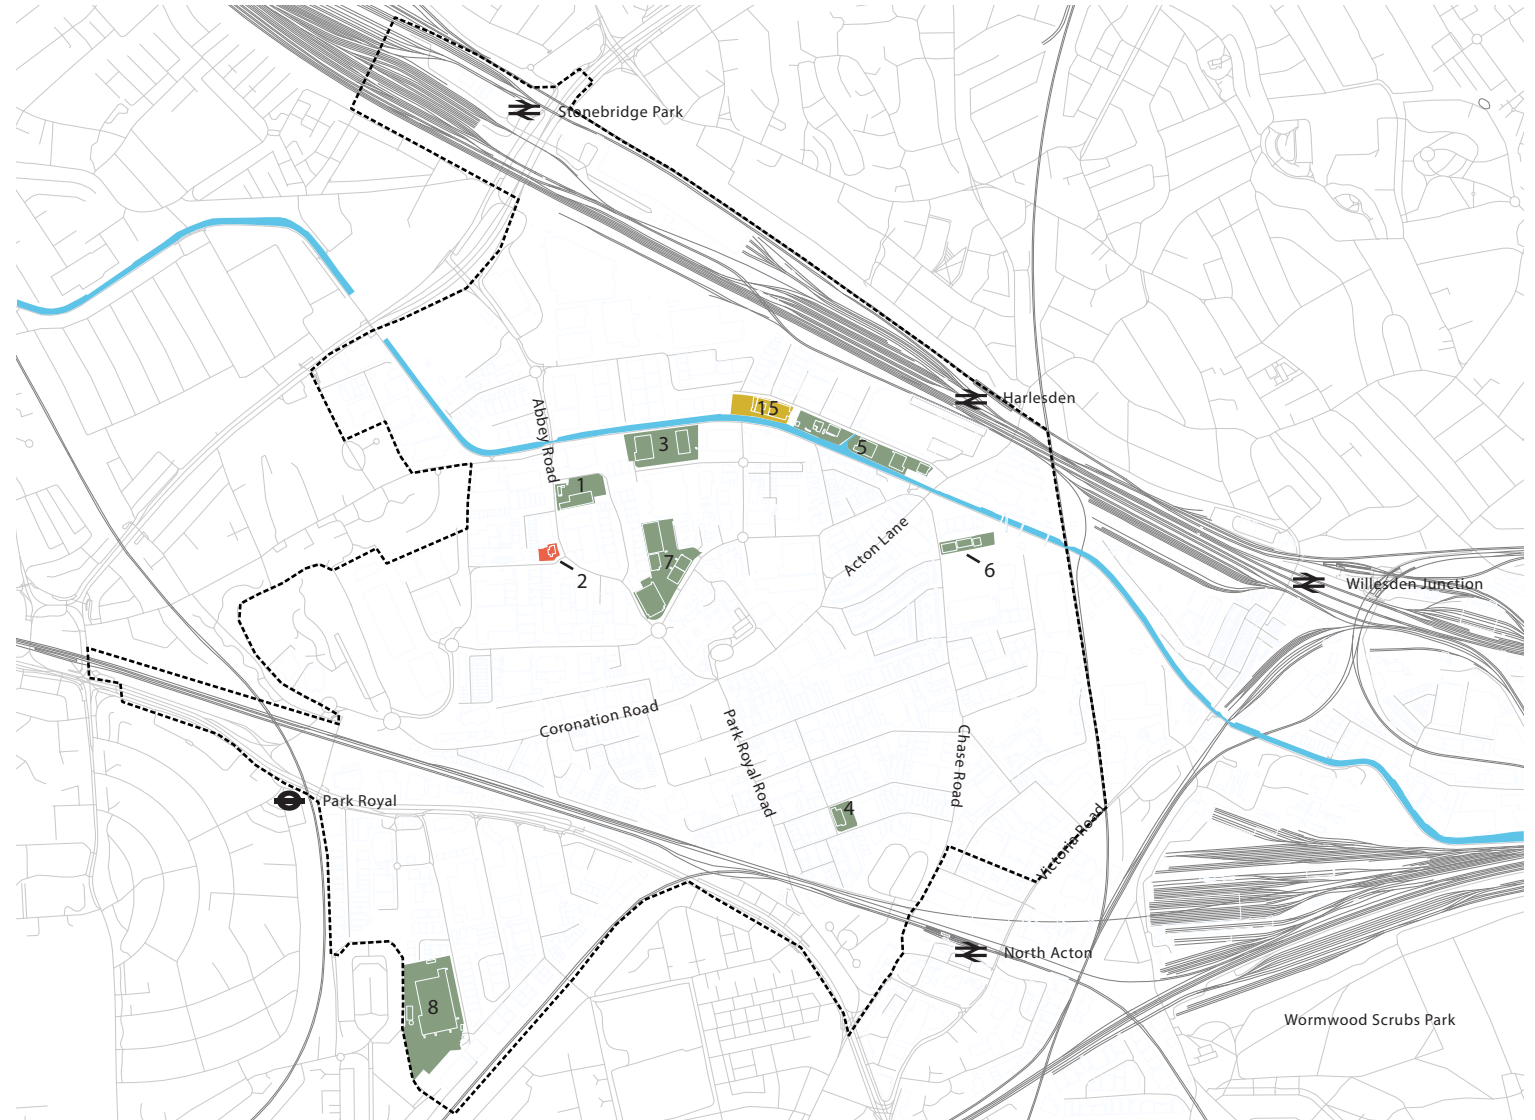 Stonebridge Park
Harlesden
Abbey Road
15
3
5
1
Acton Lane
7
2
6
Willesden Junction
Coronation Road
Park Royal Road
Chase Road
Park Royal
4
Victoria Road
North Acton
8
Wormwood Scrubs Park